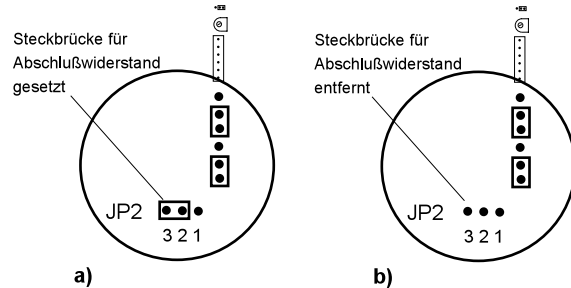 Steckbrücke für
Abschlußwiderstand
gesetzt
JP2
3 2 1
a)
Steckbrücke für
Abschlußwiderstand
entfernt
JP2
3 2 1
b)